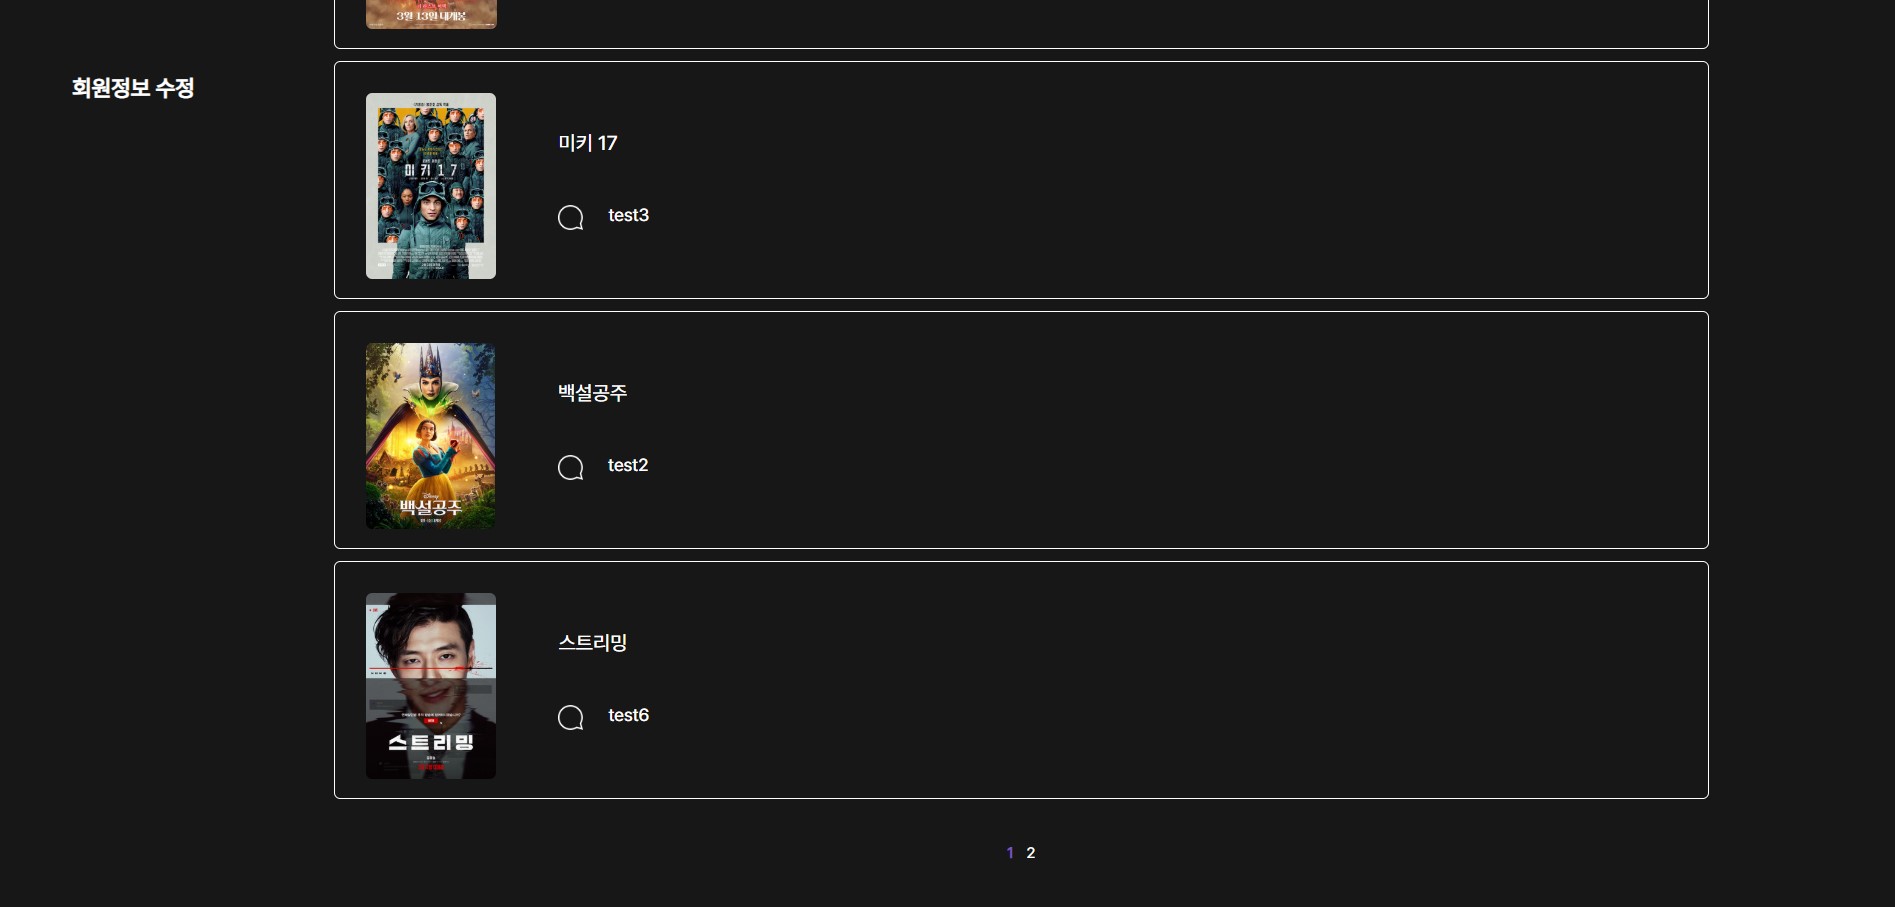 3월 13일 대개봉
회원정보 수정
미키 17
미키 17
test3
백설공주
Disney
백설공주
test2
스트리밍
스트리밍
test6
1 2